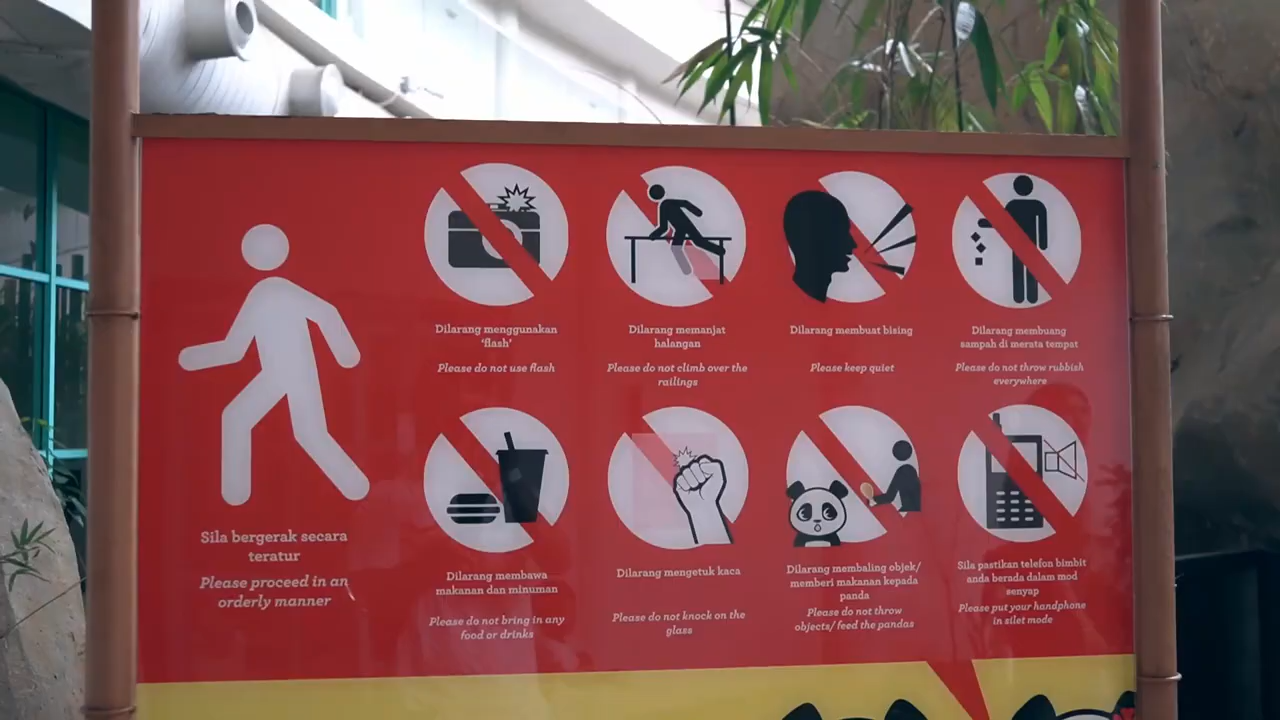 Sila bergerak secara
teratur
Please proceed in an
orderly manner
Dilarang menggunakan
'flash'
Please do not use flash
Dilarang memanjat
halangan
Please do not climb over the
railings
Dilarang membuat bising
Please keep quiet
Dilarang membuang
sampah di merata tempat
Please do not throw rubbish
everywhere
Dilarang membawa
makanan dan minuman
Please do not bring in any
food or drinks
Dilarang mengetuk kaca
Please do not knock on the
glass
Dilarang membaling objek/
memberi makanan kepada
panda
Please do not throw
objects/ feed the pandas
Sila pastikan telefon bimbit
anda berada dalam mod
senyap
Please put your handphone
in silet mode